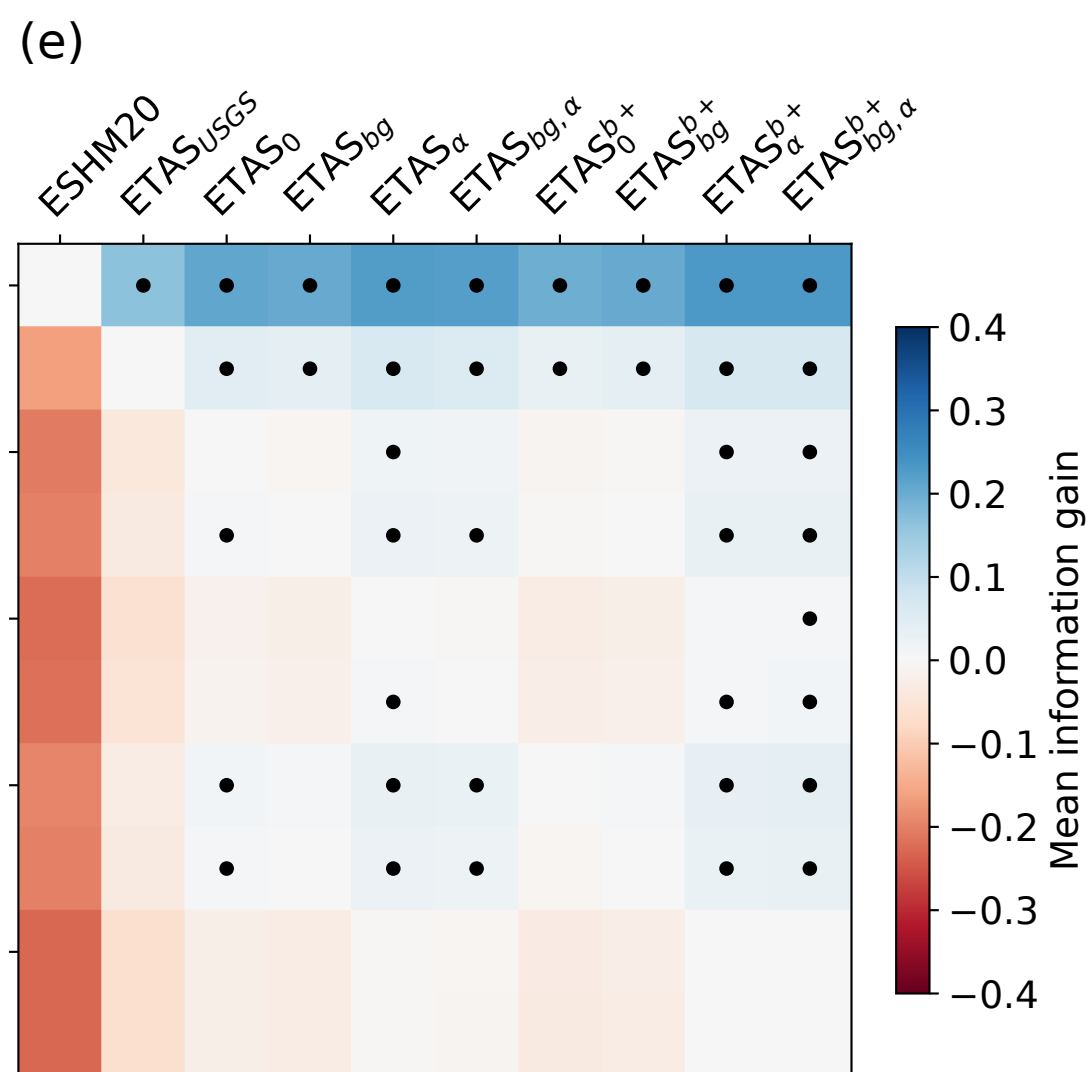 (e)
ESHM20
ETAS_USGS
ETAS_0
ETAS_bg
ETAS_α
ETAS_bg, α
ETAS_0^b+
ETAS_bg^b+
ETAS_α^b+
ETAS_bg, α^b+
0.4
0.3
0.2
0.1
0.0
−0.1
−0.2
−0.3
−0.4
Mean information gain